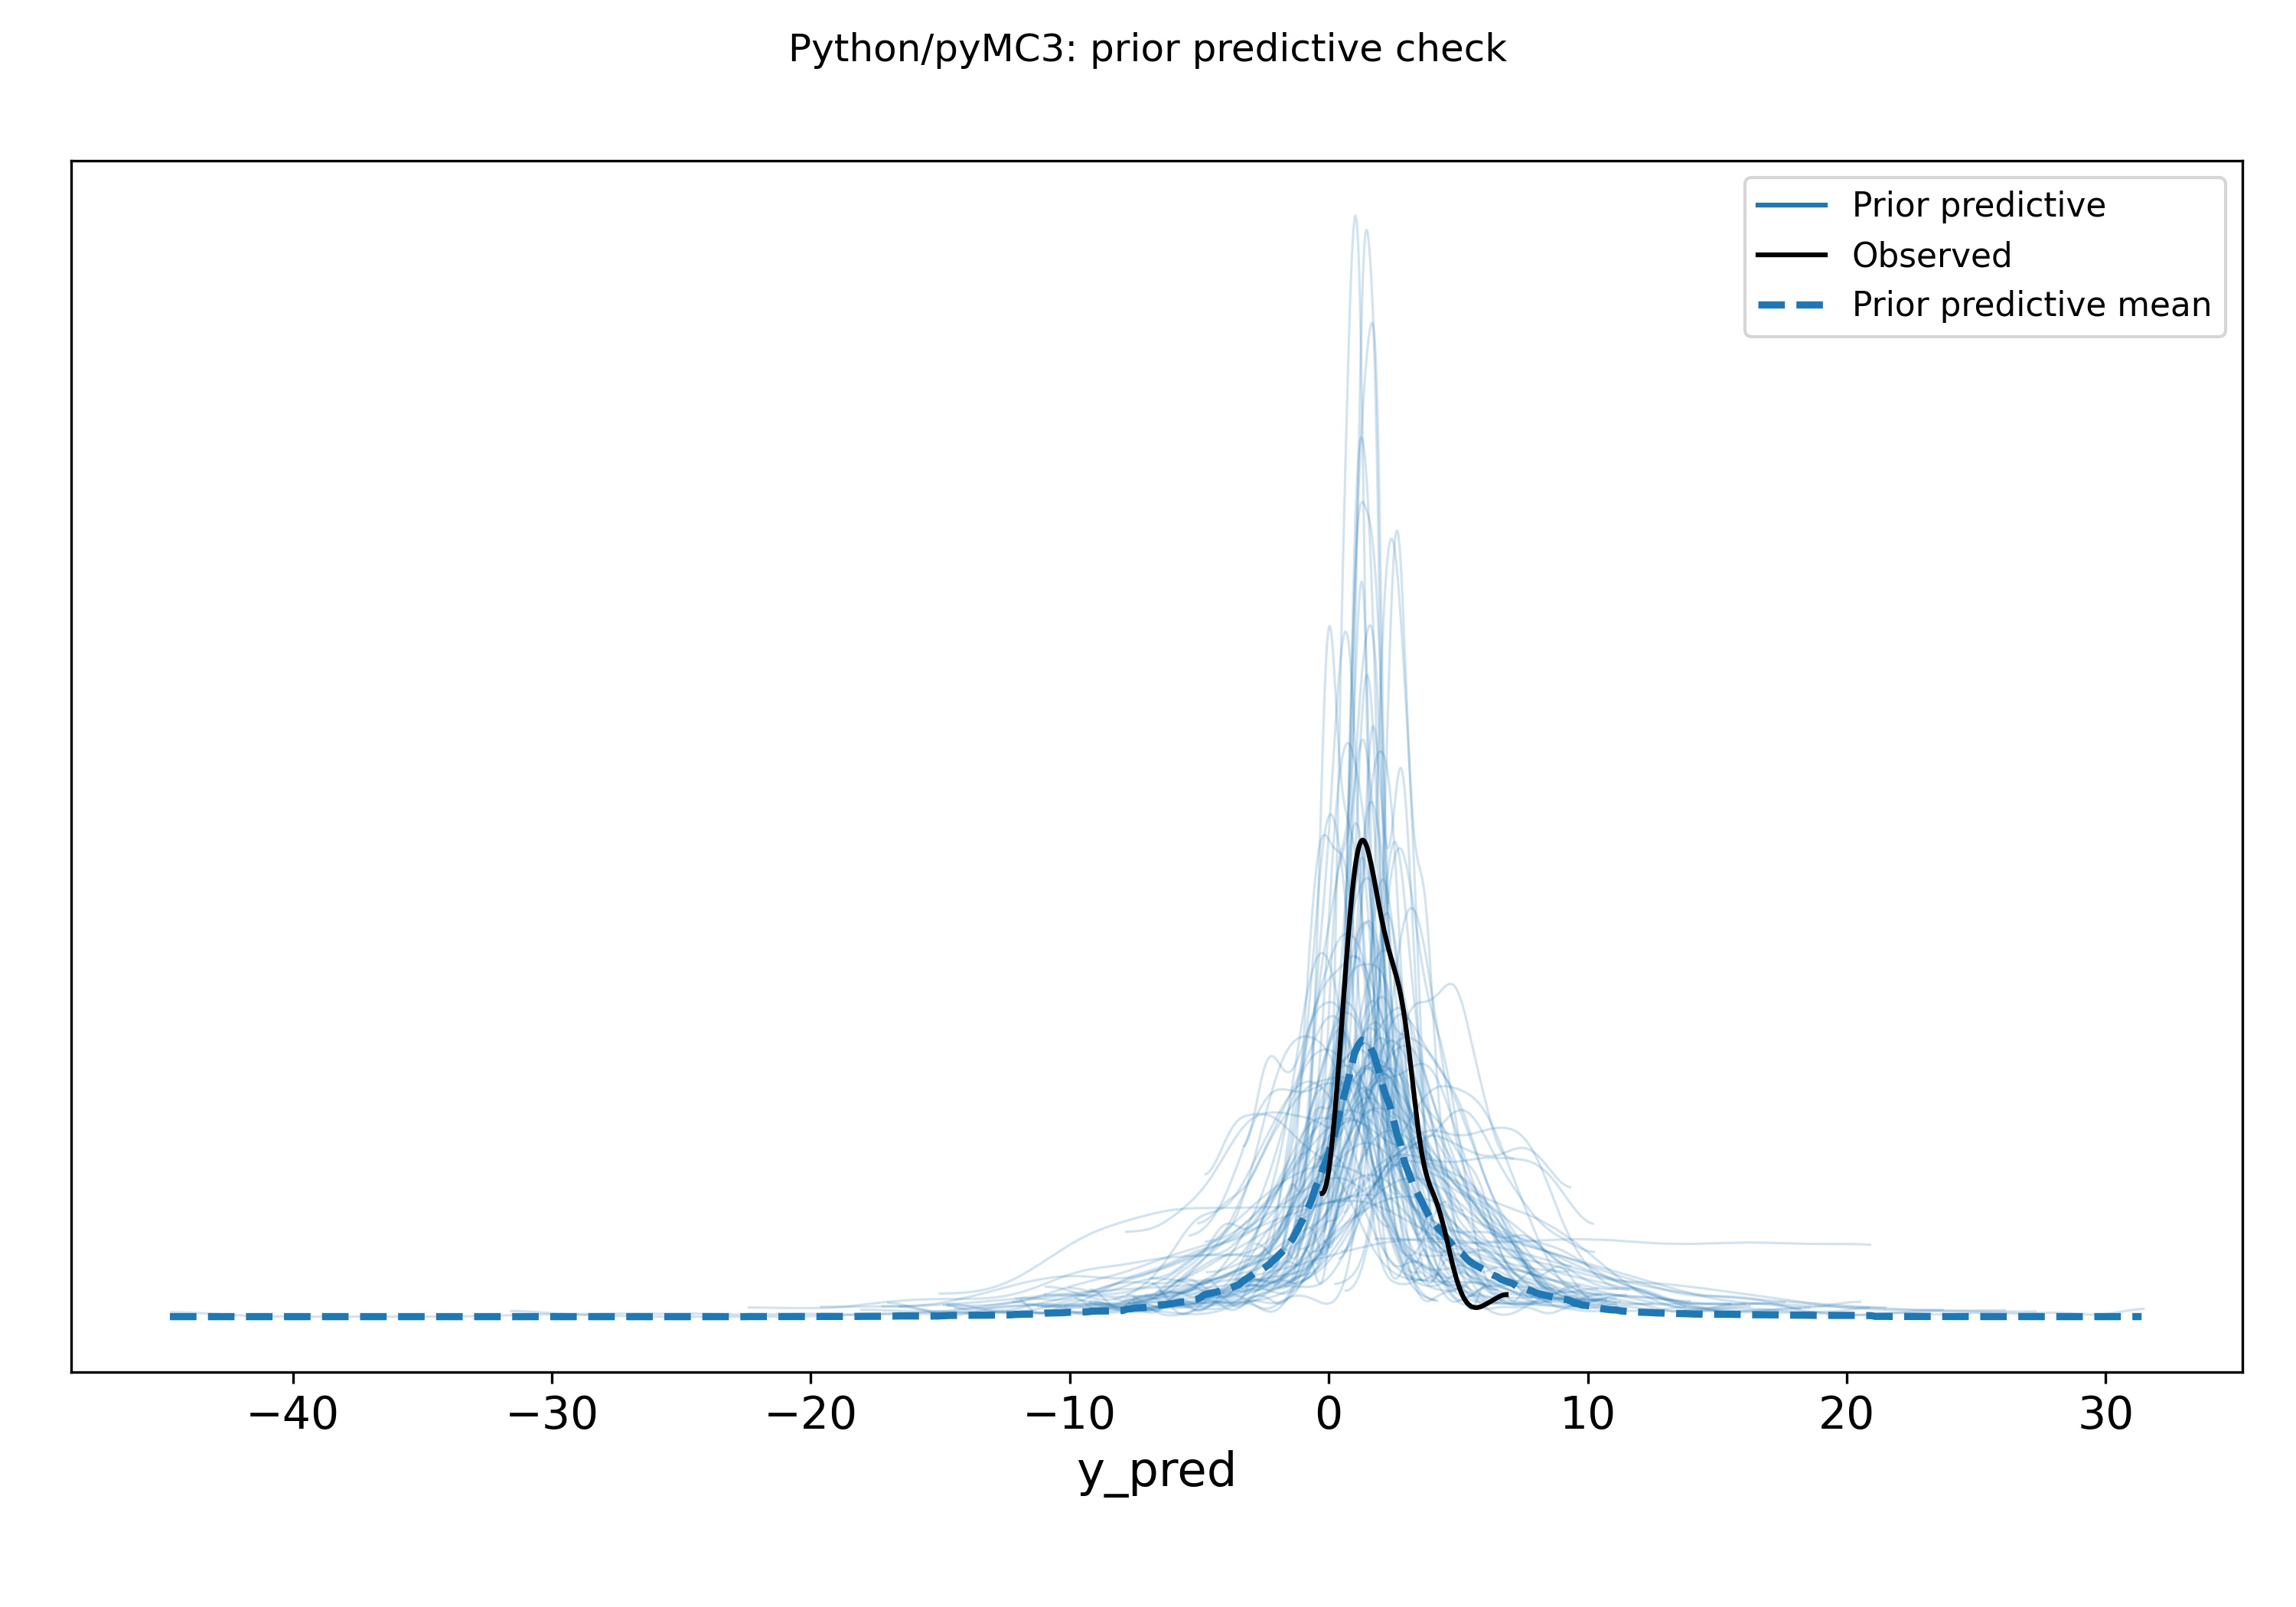 Python/pyMC3: prior predictive check
Prior predictive
Observed
Prior predictive mean
−40
−30
−20
−10
0
10
20
30
y_pred